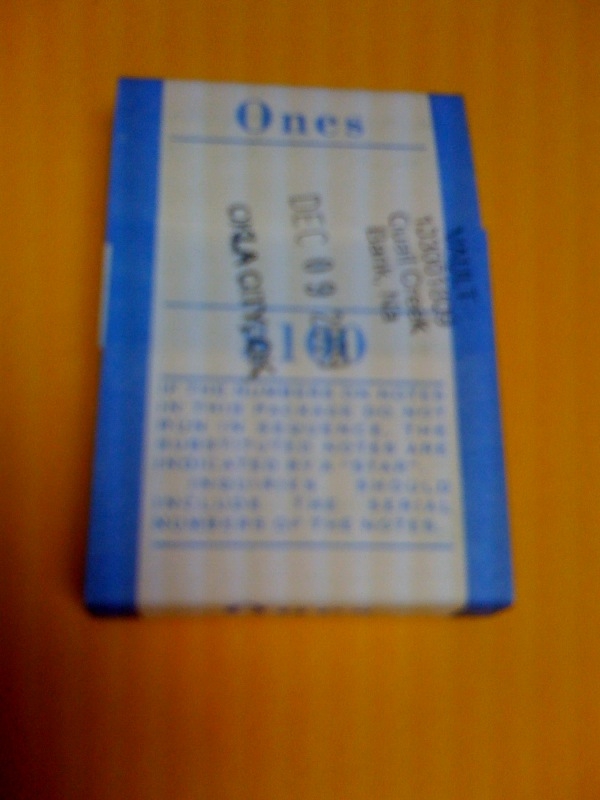 Ones
$100
IF THE NUMBERS ON NOTES
IN THIS PACKAGE DO NOT
RUN IN SEQUENCE, THE
SUBSTITUTED NOTES ARE
INDICATED BY A "STAR".
INQUIRIES SHOULD
INCLUDE THE SERIAL
NUMBERS OF THE NOTES.
VAULT
Quail Creek
Bank, NA
DEC 09
OKLA CITY, OK